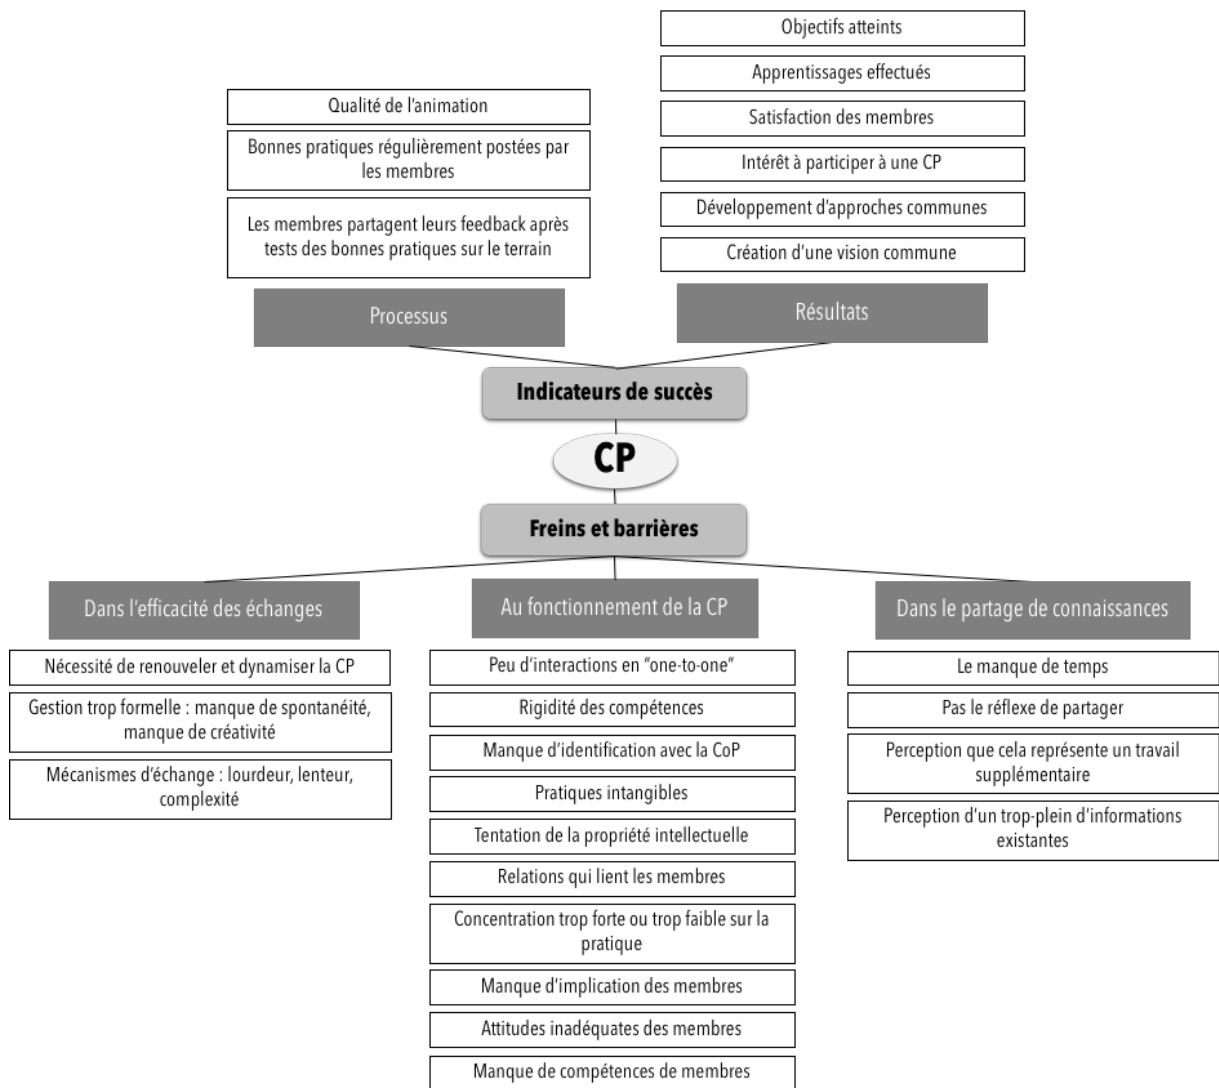 Objectifs atteints
Apprentissages effectués
Satisfaction des membres
Intérêt à participer à une CP
Développement d'approches communes
Création d'une vision commune
Résultats
Qualité de l'animation
Bonnes pratiques régulièrement postées par
les membres
Les membres partagent leurs feedback après
tests des bonnes pratiques sur le terrain
Processus
Indicateurs de succès
CP
Freins et barrières
Dans l'efficacité des échanges
Nécessité de renouveler et dynamiser la CP
Gestion trop formelle : manque de spontanéité,
manque de créativité
Mécanismes d'échange : lourdeur, lenteur,
complexité
Au fonctionnement de la CP
Peu d'interactions en "one-to-one"
Rigidité des compétences
Manque d'identification avec la CoP
Pratiques intangibles
Tentation de la propriété intellectuelle
Relations qui lient les membres
Concentration trop forte ou trop faible sur la
pratique
Manque d'implication des membres
Attitudes inadéquates des membres
Manque de compétences de membres
Dans le partage de connaissances
Le manque de temps
Pas le réflexe de partager
Perception que cela représente un travail
supplémentaire
Perception d'un trop-plein d'informations
existantes